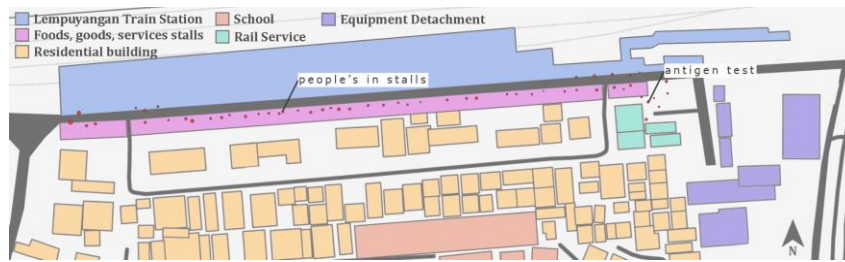 Lempuyangan Train Station
Foods, goods, services stalls
Residential building
School
Rail Service
Equipment Detachment
people's in stalls
antigen test
N